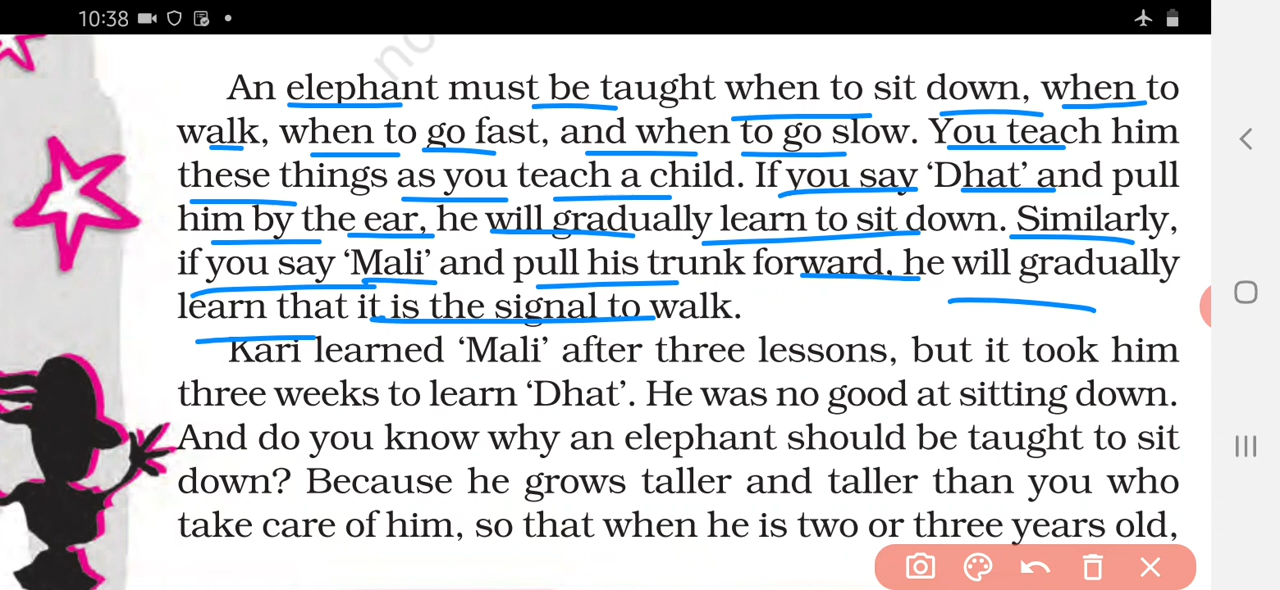 10:38
An elephant must be taught when to sit down, when to
walk, when to go fast, and when to go slow. You teach him
these things as you teach a child. If you say ‘Dhat’ and pull
him by the ear, he will gradually learn to sit down. Similarly,
if you say ‘Mali’ and pull his trunk forward, he will gradually
learn that it is the signal to walk.
Kari learned ‘Mali’ after three lessons, but it took him
three weeks to learn ‘Dhat’. He was no good at sitting down.
And do you know why an elephant should be taught to sit
down? Because he grows taller and taller than you who
take care of him, so that when he is two or three years old,